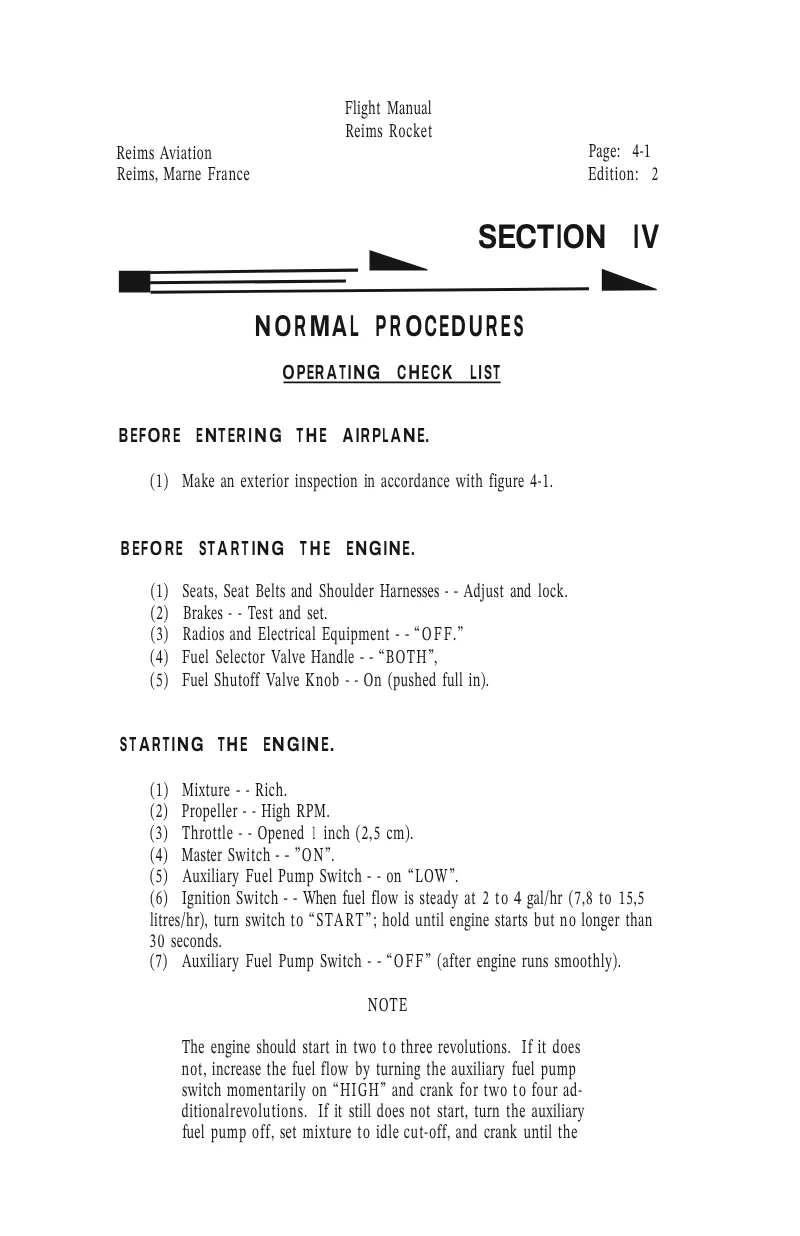 Flight Manual
Reims Rocket
Reims Aviation
Page: 4-1
Reims, Marne France
Edition: 2
SECTION IV
NORMAL PROCEDURES
OPERATING CHECK LIST
BEFORE ENTERING THE AIRPLANE.
(1) Make an exterior inspection in accordance with figure 4-1.
BEFORE STARTING THE ENGINE.
(1) Seats, Seat Belts and Shoulder Harnesses - - Adjust and lock.
(2) Brakes - - Test and set.
(3) Radios and Electrical Equipment - - “OFF.”
(4) Fuel Selector Valve Handle - - “BOTH”,
(5) Fuel Shutoff Valve Knob - - On (pushed full in).
STARTING THE ENGINE.
(1) Mixture - - Rich.
(2) Propeller - - High RPM.
(3) Throttle - - Opened 1 inch (2,5 cm).
(4) Master Switch - - ”ON”.
(5) Auxiliary Fuel Pump Switch - - on “LOW”.
(6) Ignition Switch - - When fuel flow is steady at 2 to 4 gal/hr (7,8 to 15,5
litres/hr), turn switch to “START”; hold until engine starts but no longer than
30 seconds.
(7) Auxiliary Fuel Pump Switch - - “OFF” (after engine runs smoothly).
NOTE
The engine should start in two to three revolutions. If it does
not, increase the fuel flow by turning the auxiliary fuel pump
switch momentarily on “HIGH” and crank for two to four ad-
ditionalrevolutions. If it still does not start, turn the auxiliary
fuel pump off, set mixture to idle cut-off, and crank until the